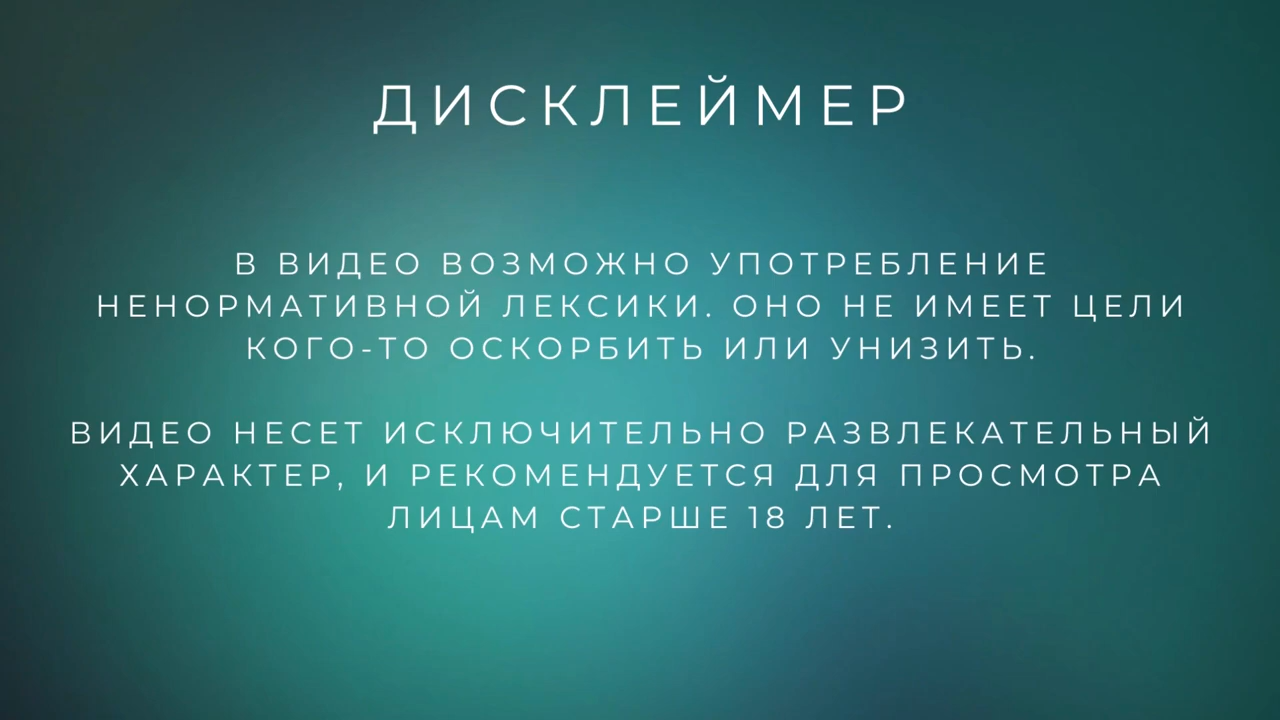 ДИСКЛЕЙМЕР
В ВИДЕО ВОЗМОЖНО УПОТРЕБЛЕНИЕ
НЕНОРМАТИВНОЙ ЛЕКСИКИ. ОНО НЕ ИМЕЕТ ЦЕЛИ
КОГО-ТО ОСКОРБИТЬ ИЛИ УНИЗИТЬ.
ВИДЕО НЕСЕТ ИСКЛЮЧИТЕЛЬНО РАЗВЛЕКАТЕЛЬНЫЙ
ХАРАКТЕР, И РЕКОМЕНДУЕТСЯ ДЛЯ ПРОСМОТРА
ЛИЦАМ СТАРШЕ 18 ЛЕТ.